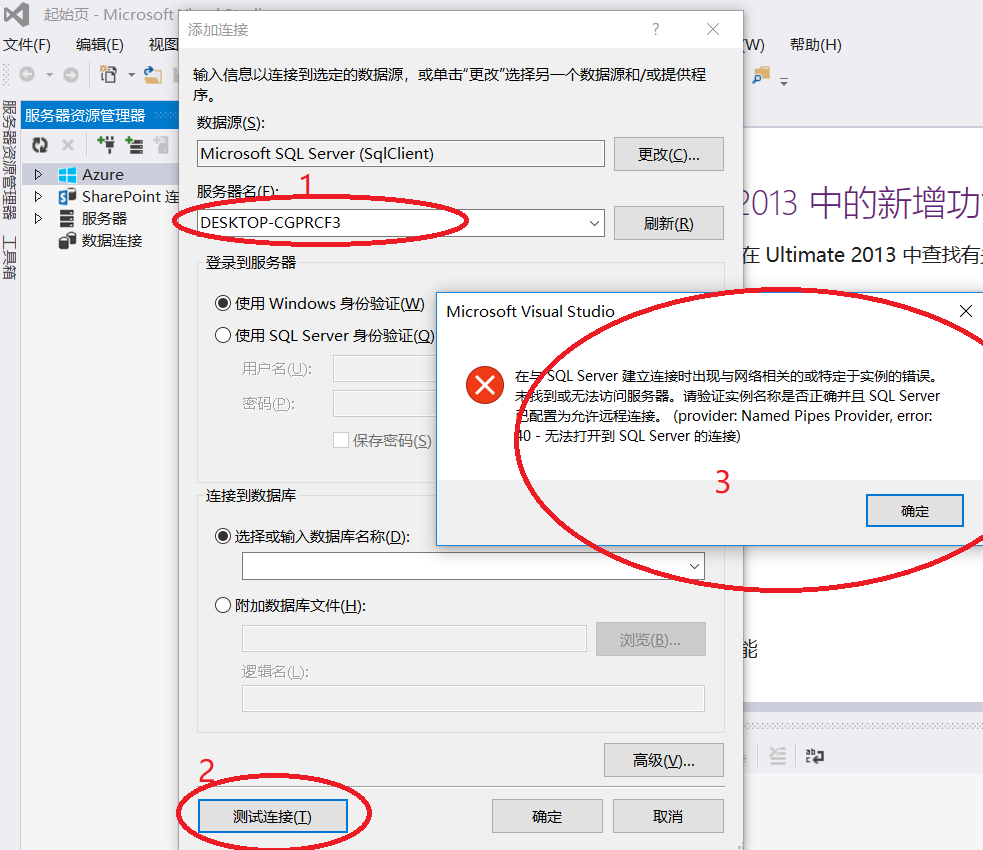 起始页 - Microsoft
文件(F) 编辑(E) 视图
(W) 帮助(H)
服务器资源管理器
工具箱
服务器资源管理器
Azure
SharePoint 连
服务器
数据连接
添加连接
?
输入信息以连接到选定的数据源，或单击“更改”选择另一个数据源和/或提供程
序。
数据源(S):
Microsoft SQL Server (SqlClient)
更改(C)...
服务器名(E):
1
DESKTOP-CGPRCF3
刷新(R)
登录到服务器
使用 Windows 身份验证(W)
使用 SQL Server 身份验证(Q)
用户名(U):
密码(P):
保存密码(S)
连接到数据库
选择或输入数据库名称(D):
附加数据库文件(H):
浏览(B)...
逻辑名(L):
高级(V)...
2
测试连接(T)
确定
取消
2013 中的新增功
在 Ultimate 2013 中查找有
Microsoft Visual Studio
在与 SQL Server 建立连接时出现与网络相关的或特定于实例的错误。
未找到或无法访问服务器。请验证实例名称是否正确并且 SQL Server
已配置为允许远程连接。 (provider: Named Pipes Provider, error:
40 - 无法打开到 SQL Server 的连接)
3
确定
能